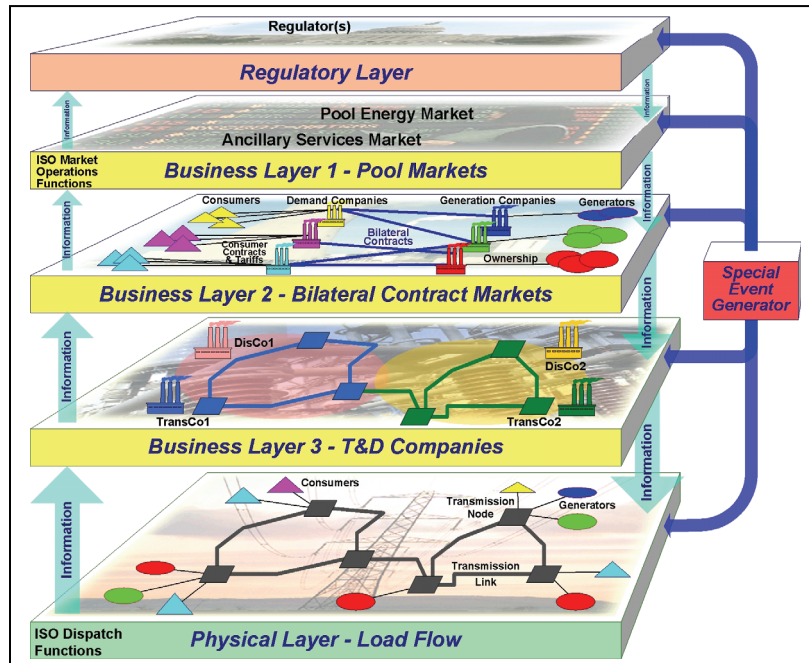 Regulator(s)
Regulatory Layer
Information
Information
Pool Energy Market
Ancillary Services Market
ISO Market
Operations
Functions
Business Layer 1 - Pool Markets
Information
Information
Consumers
Demand Companies
Generation Companies
Generators
Bilateral
Contracts
Consumer
Contracts
& Tariffs
Ownership
Business Layer 2 - Bilateral Contract Markets
Special
Event
Generator
Information
Information
DisCo1
DisCo2
TransCo1
TransCo2
Business Layer 3 - T&D Companies
Information
Information
Consumers
Transmission
Node
Generators
Transmission
Link
ISO Dispatch
Functions
Physical Layer - Load Flow